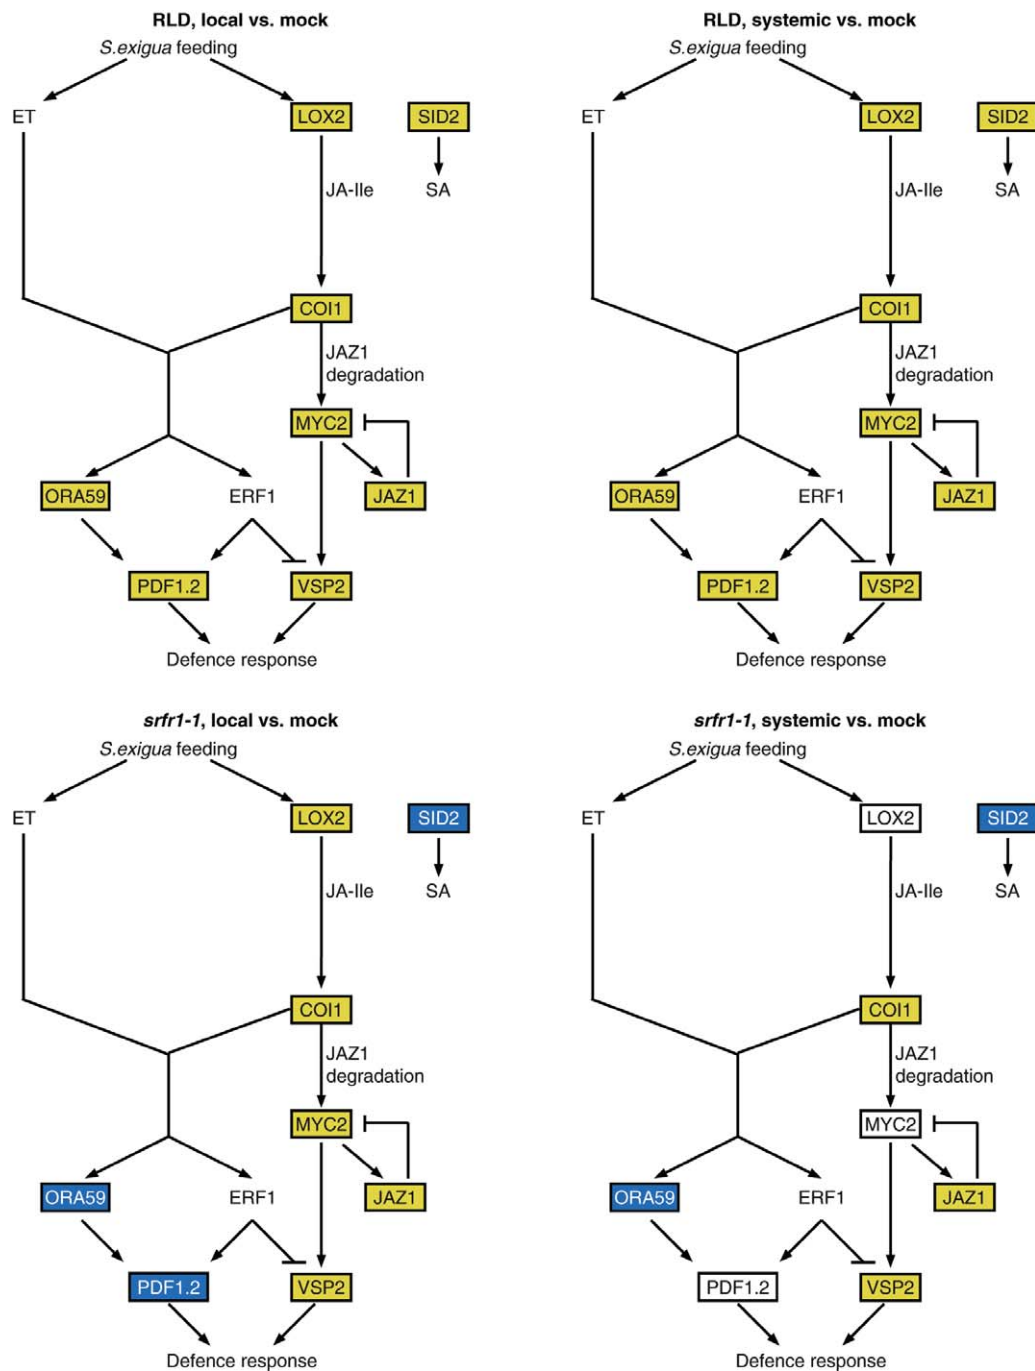 RLD, local vs. mock
S.exigua feeding
ET
LOX2
SID2
JA-Ile
SA
COI1
JAZ1
degradation
MYC2
ORA59
ERF1
JAZ1
PDF1.2
VSP2
Defence response
RLD, systemic vs. mock
S.exigua feeding
ET
LOX2
SID2
JA-Ile
SA
COI1
JAZ1
degradation
MYC2
ORA59
ERF1
JAZ1
PDF1.2
VSP2
Defence response
srfr1-1, local vs. mock
S.exigua feeding
ET
LOX2
SID2
JA-Ile
SA
COI1
JAZ1
degradation
MYC2
ORA59
ERF1
JAZ1
PDF1.2
VSP2
Defence response
srfr1-1, systemic vs. mock
S.exigua feeding
ET
LOX2
SID2
JA-Ile
SA
COI1
JAZ1
degradation
MYC2
ORA59
ERF1
JAZ1
PDF1.2
VSP2
Defence response